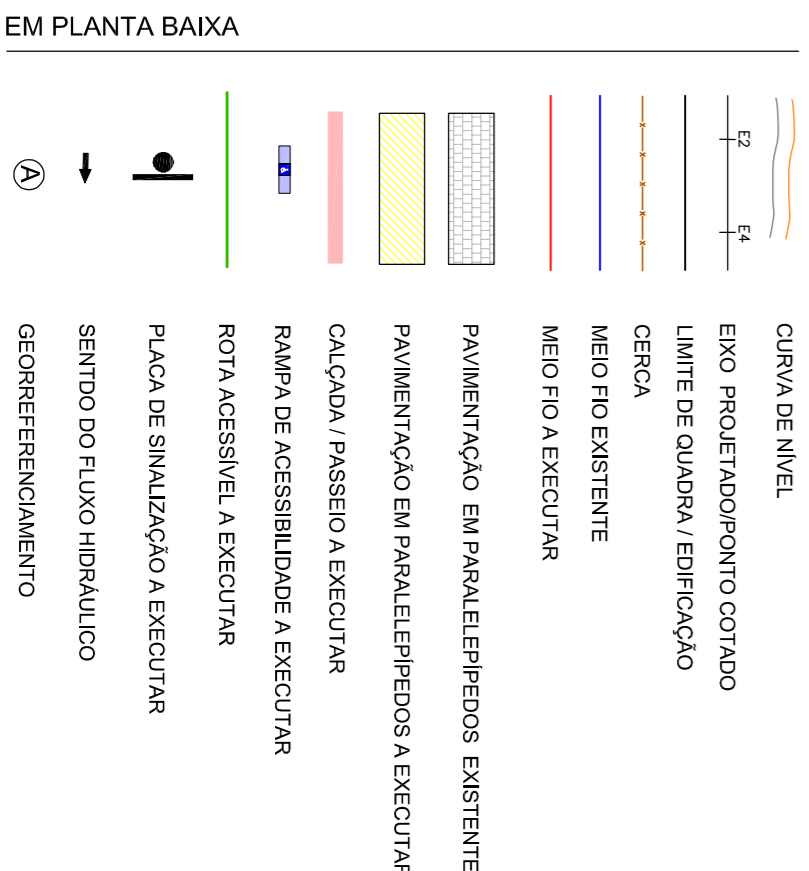 EM PLANTA BAIXA
CURVA DE NÍVEL
E2
E4
EIXO PROJETADO/PONTO COTADO
LIMITE DE QUADRA / EDIFICAÇÃO
CERCA
MEIO FIO EXISTENTE
MEIO FIO A EXECUTAR
PAVIMENTAÇÃO EM PARALELEPÍPEDOS EXISTENTE
PAVIMENTAÇÃO EM PARALELEPÍPEDOS A EXECUTAR
CALÇADA / PASSEIO A EXECUTAR
RAMPA DE ACESSIBILIDADE A EXECUTAR
ROTA ACESSÍVEL A EXECUTAR
PLACA DE SINALIZAÇÃO A EXECUTAR
SENTDO DO FLUXO HIDRÁULICO
A
GEORREFERENCIAMENTO